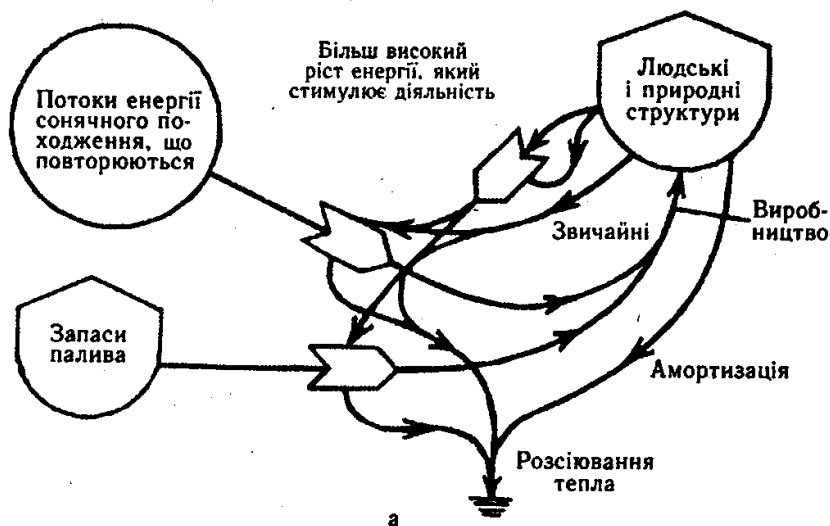 Більш високий
ріст енергії, який
стимулює діяльність
Людські
і природні
структури
Потоки енергії
сонячного по-
ходження, що
повторюються
Звичайні
Вироб-
ництво
Запаси
палива
Амортизація
Розсіювання
тепла
а